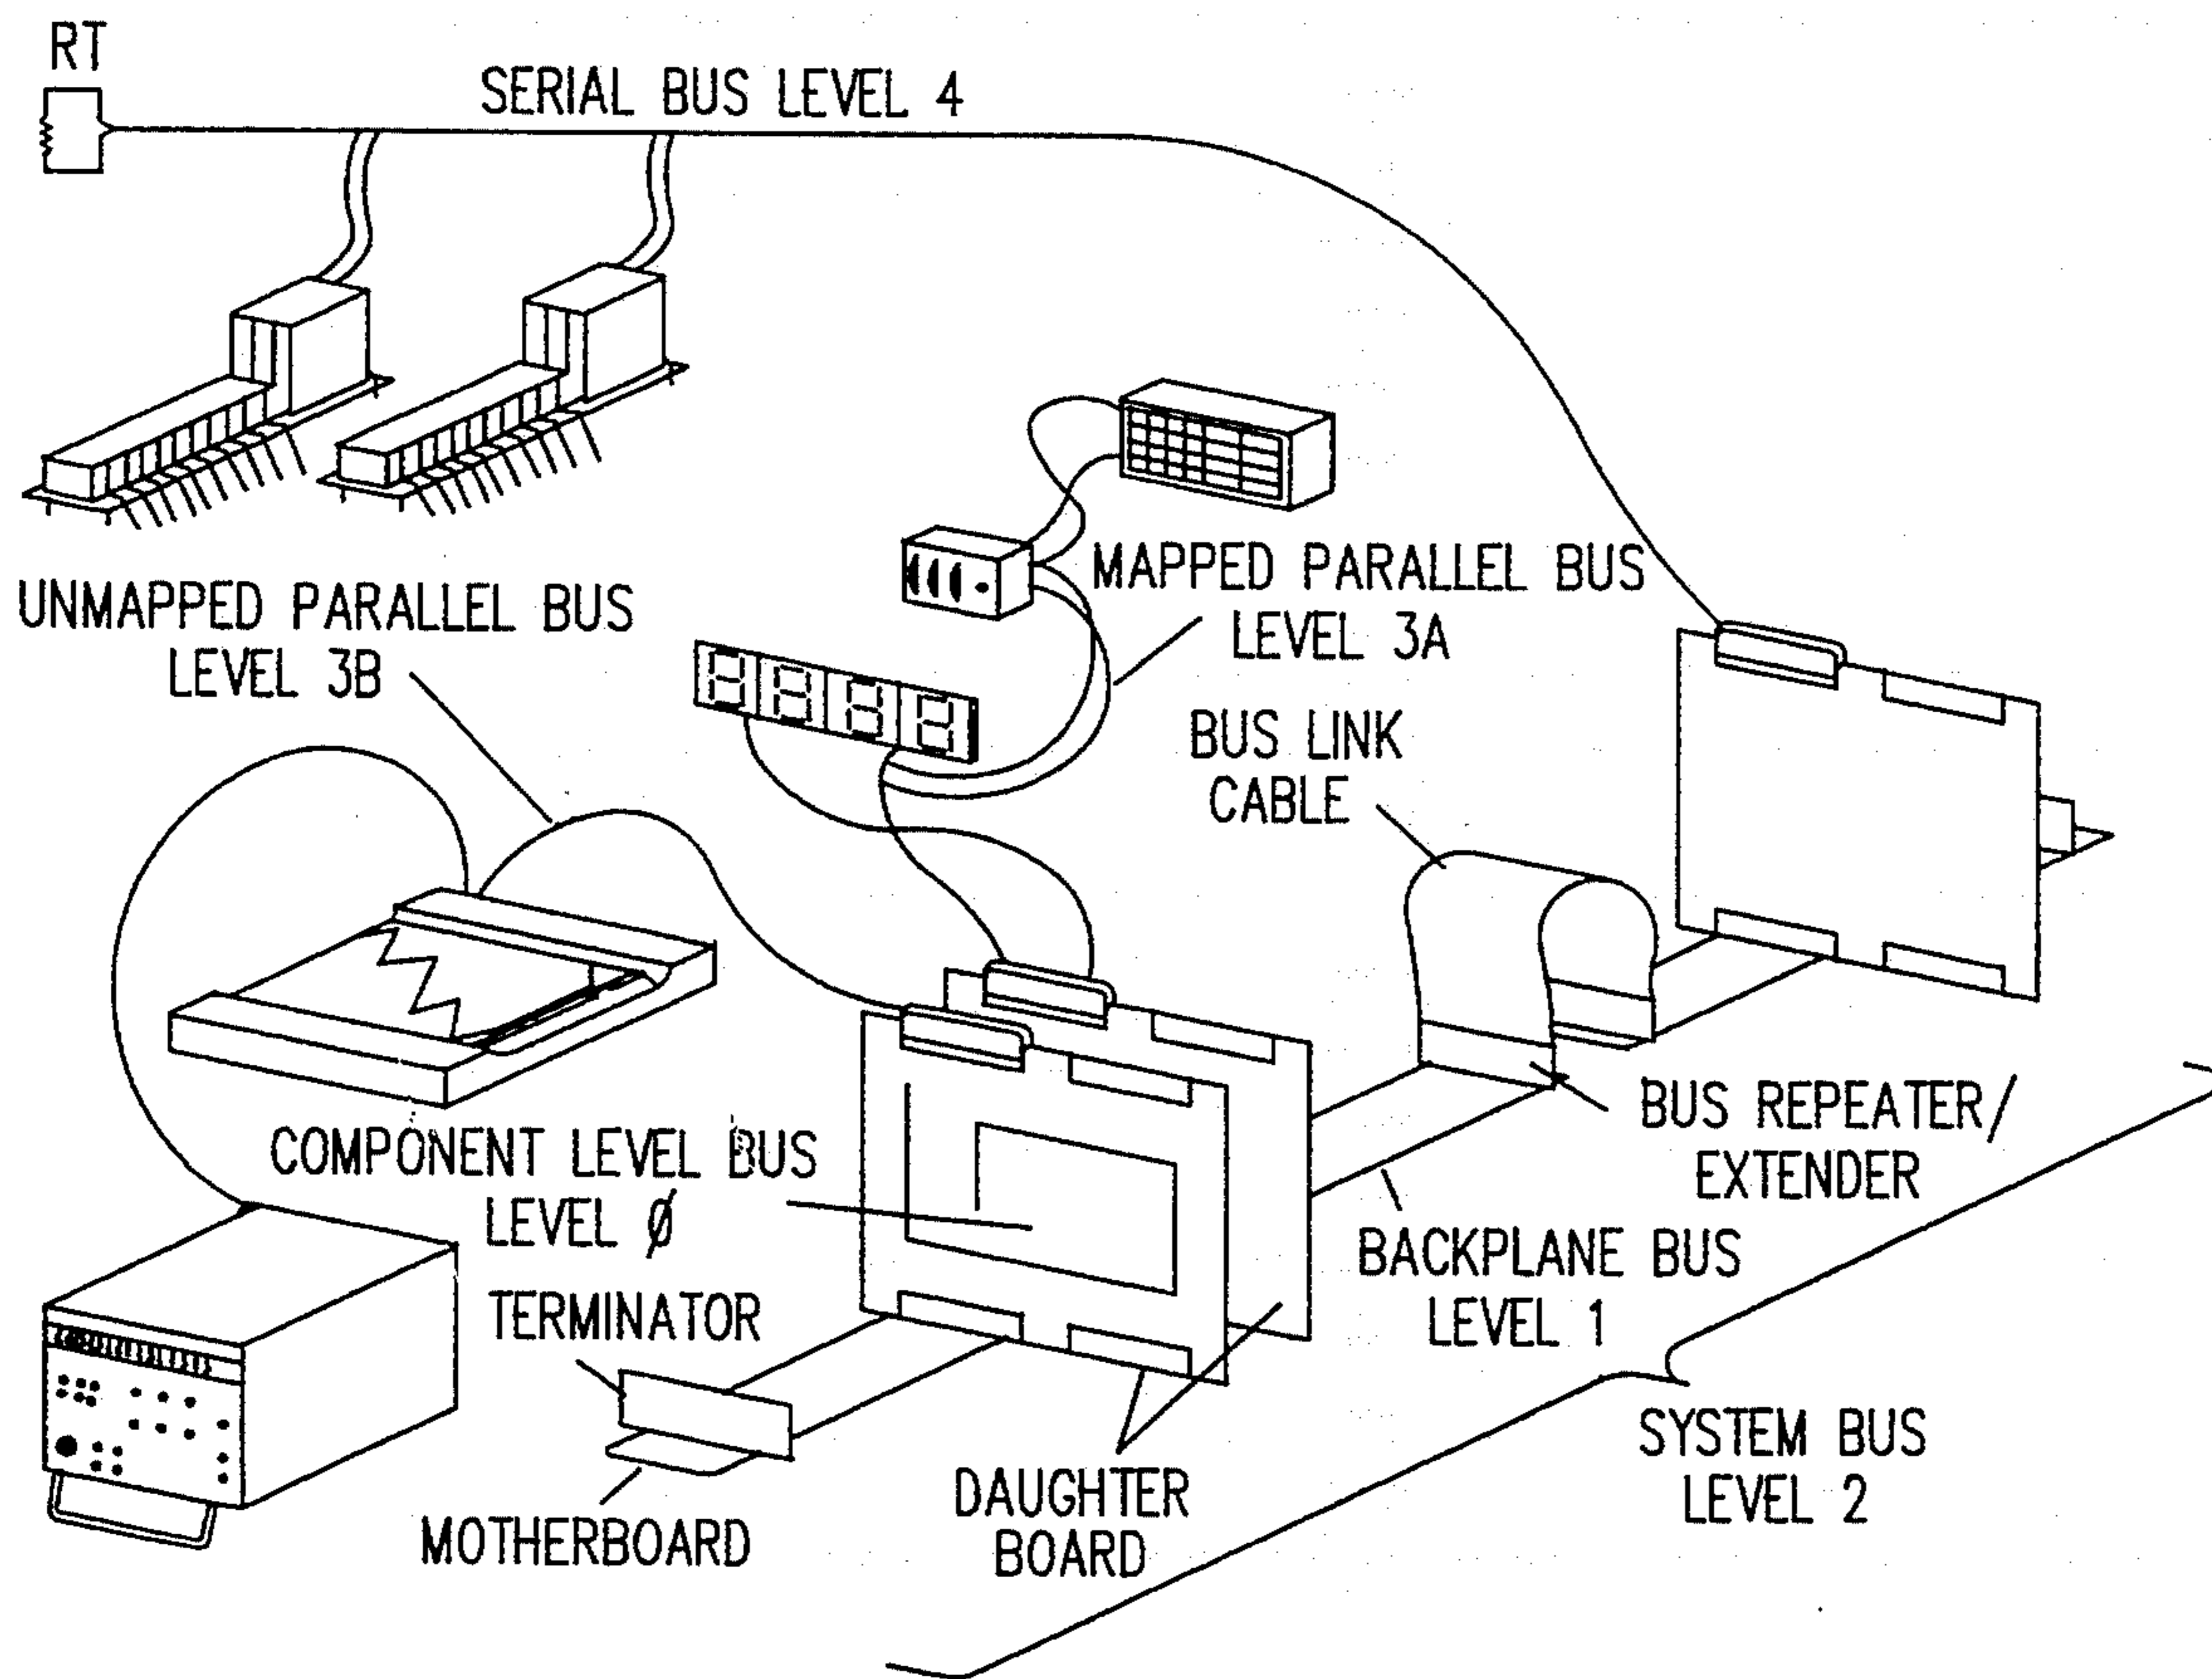 RT
SERIAL BUS LEVEL 4
MAPPED PARALLEL BUS
LEVEL 3A
UNMAPPED PARALLEL BUS
LEVEL 3B
BUS LINK
CABLE
BUS REPEATER/
EXTENDER
COMPONENT LEVEL BUS
LEVEL Ø
BACKPLANE BUS
LEVEL 1
TERMINATOR
SYSTEM BUS
LEVEL 2
DAUGHTER
BOARD
MOTHERBOARD